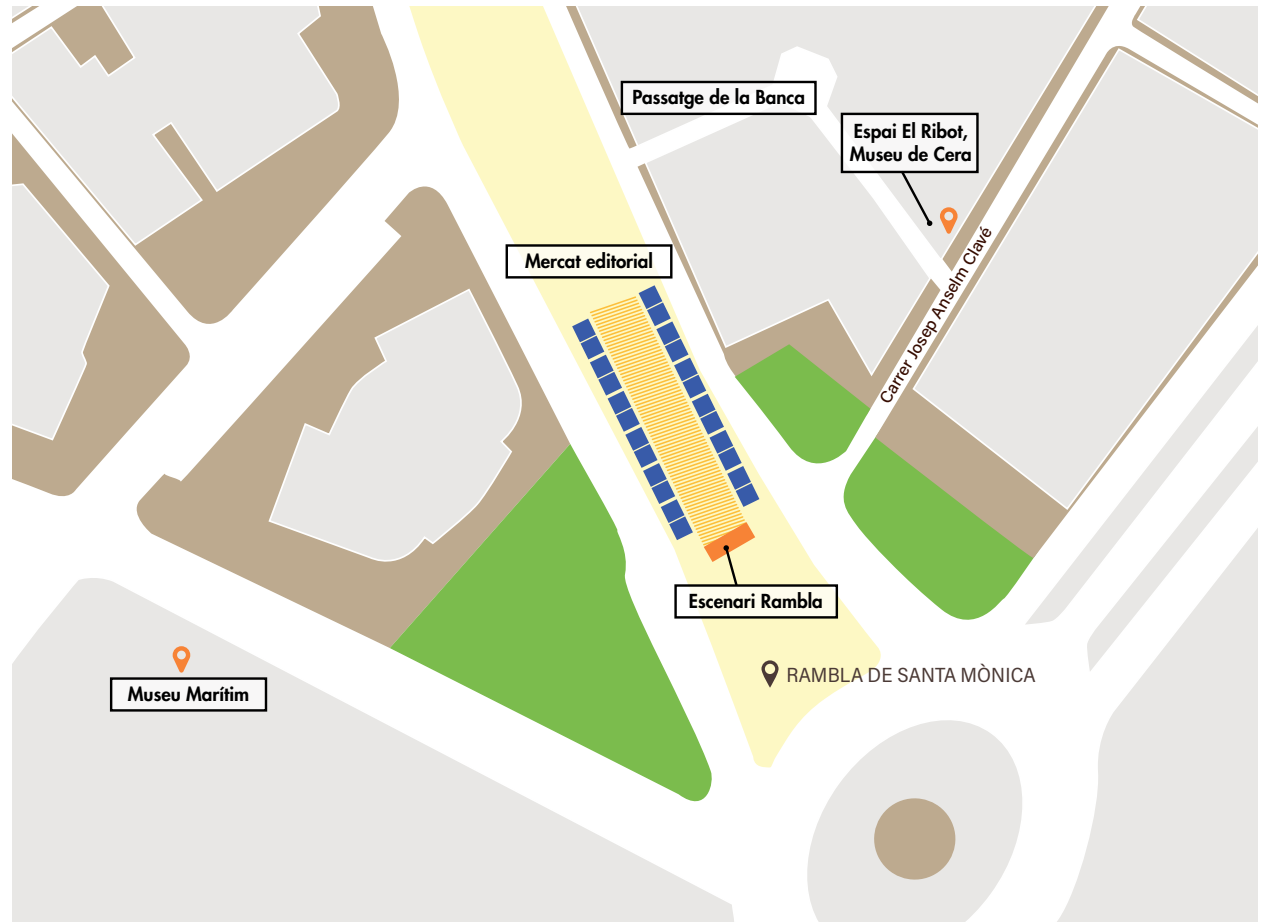 Passatge de la Banca
Espai El Ribot,
Museu de Cera
Mercat editorial
Carrer Josep Anselm Clavé
Escenari Rambla
RAMBLA DE SANTA MÒNICA
Museu Marítim